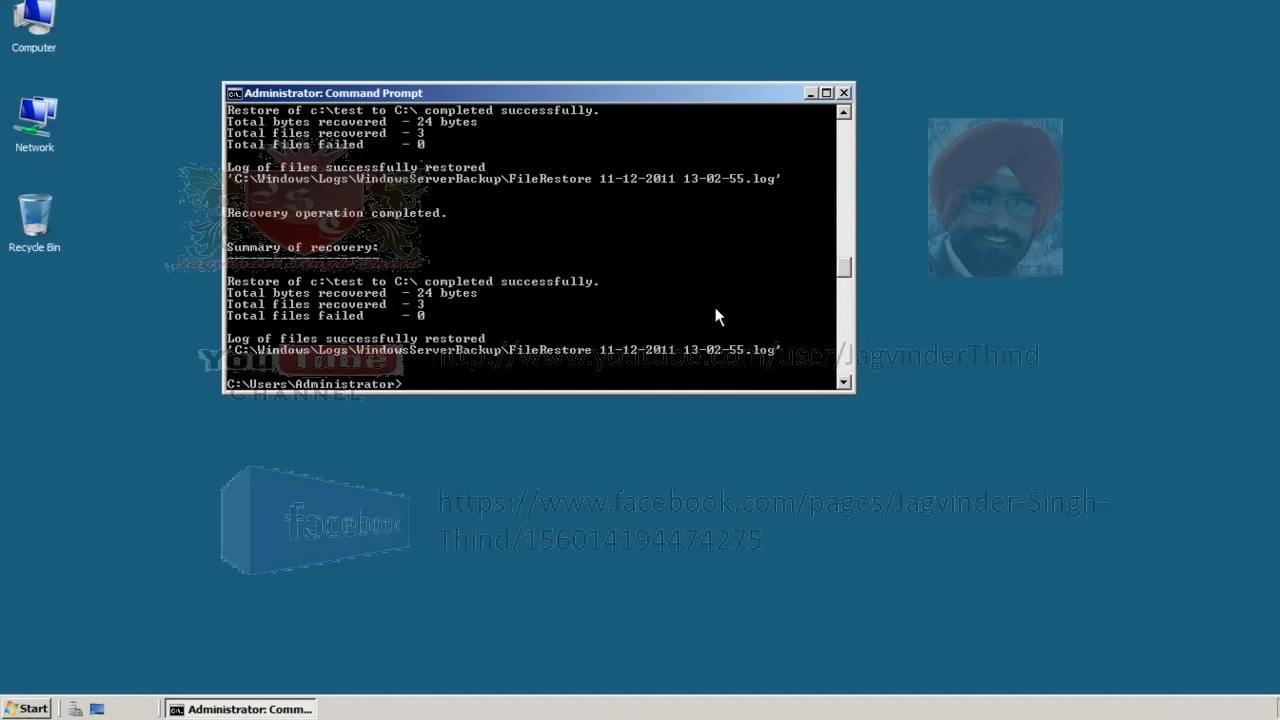 Computer
Network
Recycle Bin
Administrator: Command Prompt
Restore of c:\test to C:\ completed successfully.
Total bytes recovered - 24 bytes
Total files recovered - 3
Total files failed - 0
Log of files successfully restored
'C:\Windows\Logs\WindowsServerBackup\FileRestore 11-12-2011 13-02-55.log'
Recovery operation completed.
Summary of recovery:
------------------
Restore of c:\test to C:\ completed successfully.
Total bytes recovered - 24 bytes
Total files recovered - 3
Total files failed - 0
Log of files successfully restored
'C:\Windows\Logs\WindowsServerBackup\FileRestore 11-12-2011 13-02-55.log'
C:\Users\Administrator>
You Tube
CHANNEL
http://www.youtube.com/user/JagvinderThind
facebook
https://www.facebook.com/pages/Jagvinder-Singh-
Thind/156014194474275
Start
Administrator: Comm...